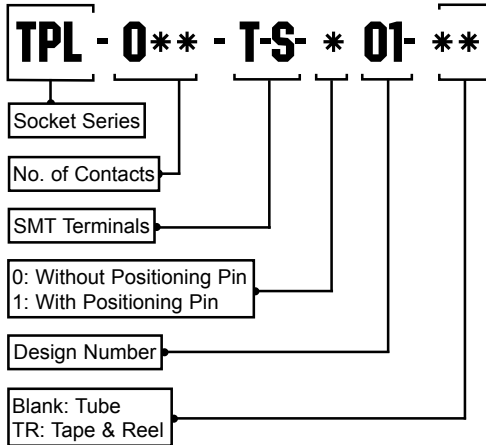 TPL - 0** - T-S- * 01- **
Socket Series
No. of Contacts
SMT Terminals
0: Without Positioning Pin
1: With Positioning Pin
Design Number
Blank: Tube
TR: Tape & Reel